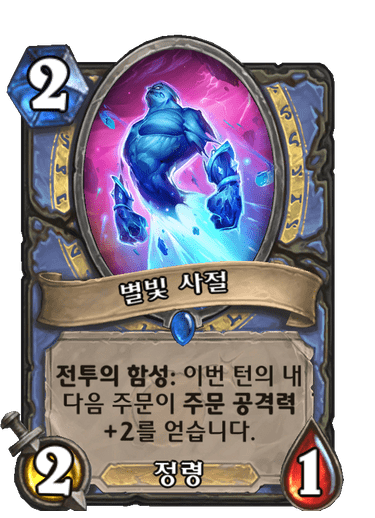 2
별빛 사절
전투의 함성: 이번 턴의 내
다음 주문이 주문 공격력
+2를 얻습니다.
2 정령 1